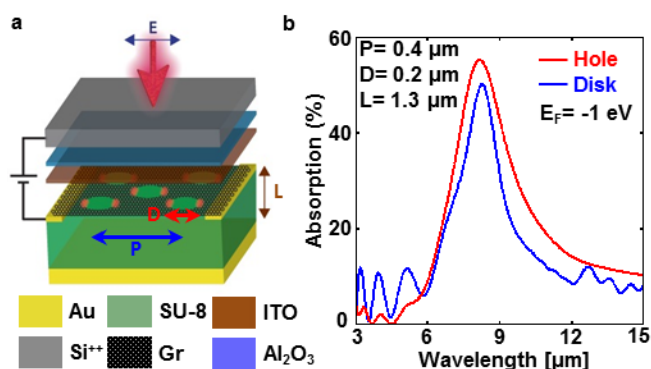 a
E
L
D
P
Au
SU-8
ITO
Si⁺⁺
Gr
Al₂O₃
b
P= 0.4 µm
D= 0.2 µm
L= 1.3 µm
Hole
Disk
E_F= -1 eV
Absorption (%)
60
40
20
0
3
6
9
12
15
Wavelength [µm]